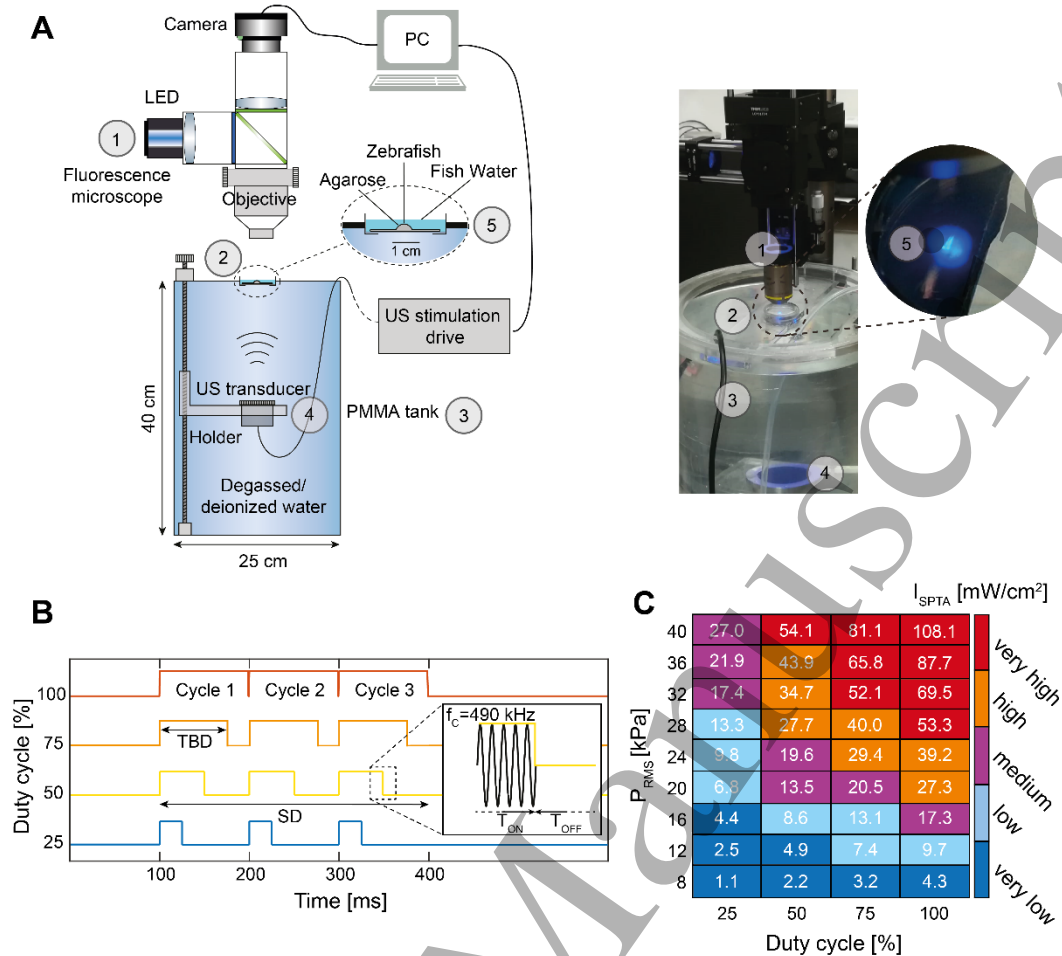 A
Camera
PC
LED
1
Fluorescence
microscope
Objective
Zebrafish
Agarose
Fish Water
5
1 cm
2
US stimulation
drive
US transducer
4
PMMA tank
3
Holder
40 cm
Degassed/
deionized water
25 cm
1
2
3
4
5
B
Duty cycle [%]
100
75
50
25
Cycle 1 Cycle 2 Cycle 3
TBD
SD
f_C=490 kHz
T_ON T_OFF
100 200 300 400
Time [ms]
C
I_SPTA [mW/cm²]
P_RMS [kPa]
40 27.0 54.1 81.1 108.1
36 21.9 43.9 65.8 87.7
32 17.4 34.7 52.1 69.5
28 13.3 27.7 40.0 53.3
24 9.8 19.6 29.4 39.2
20 6.8 13.5 20.5 27.3
16 4.4 8.6 13.1 17.3
12 2.5 4.9 7.4 9.7
8 1.1 2.2 3.2 4.3
25 50 75 100
Duty cycle [%]
very high
high
medium
low
very low
Manuscrip